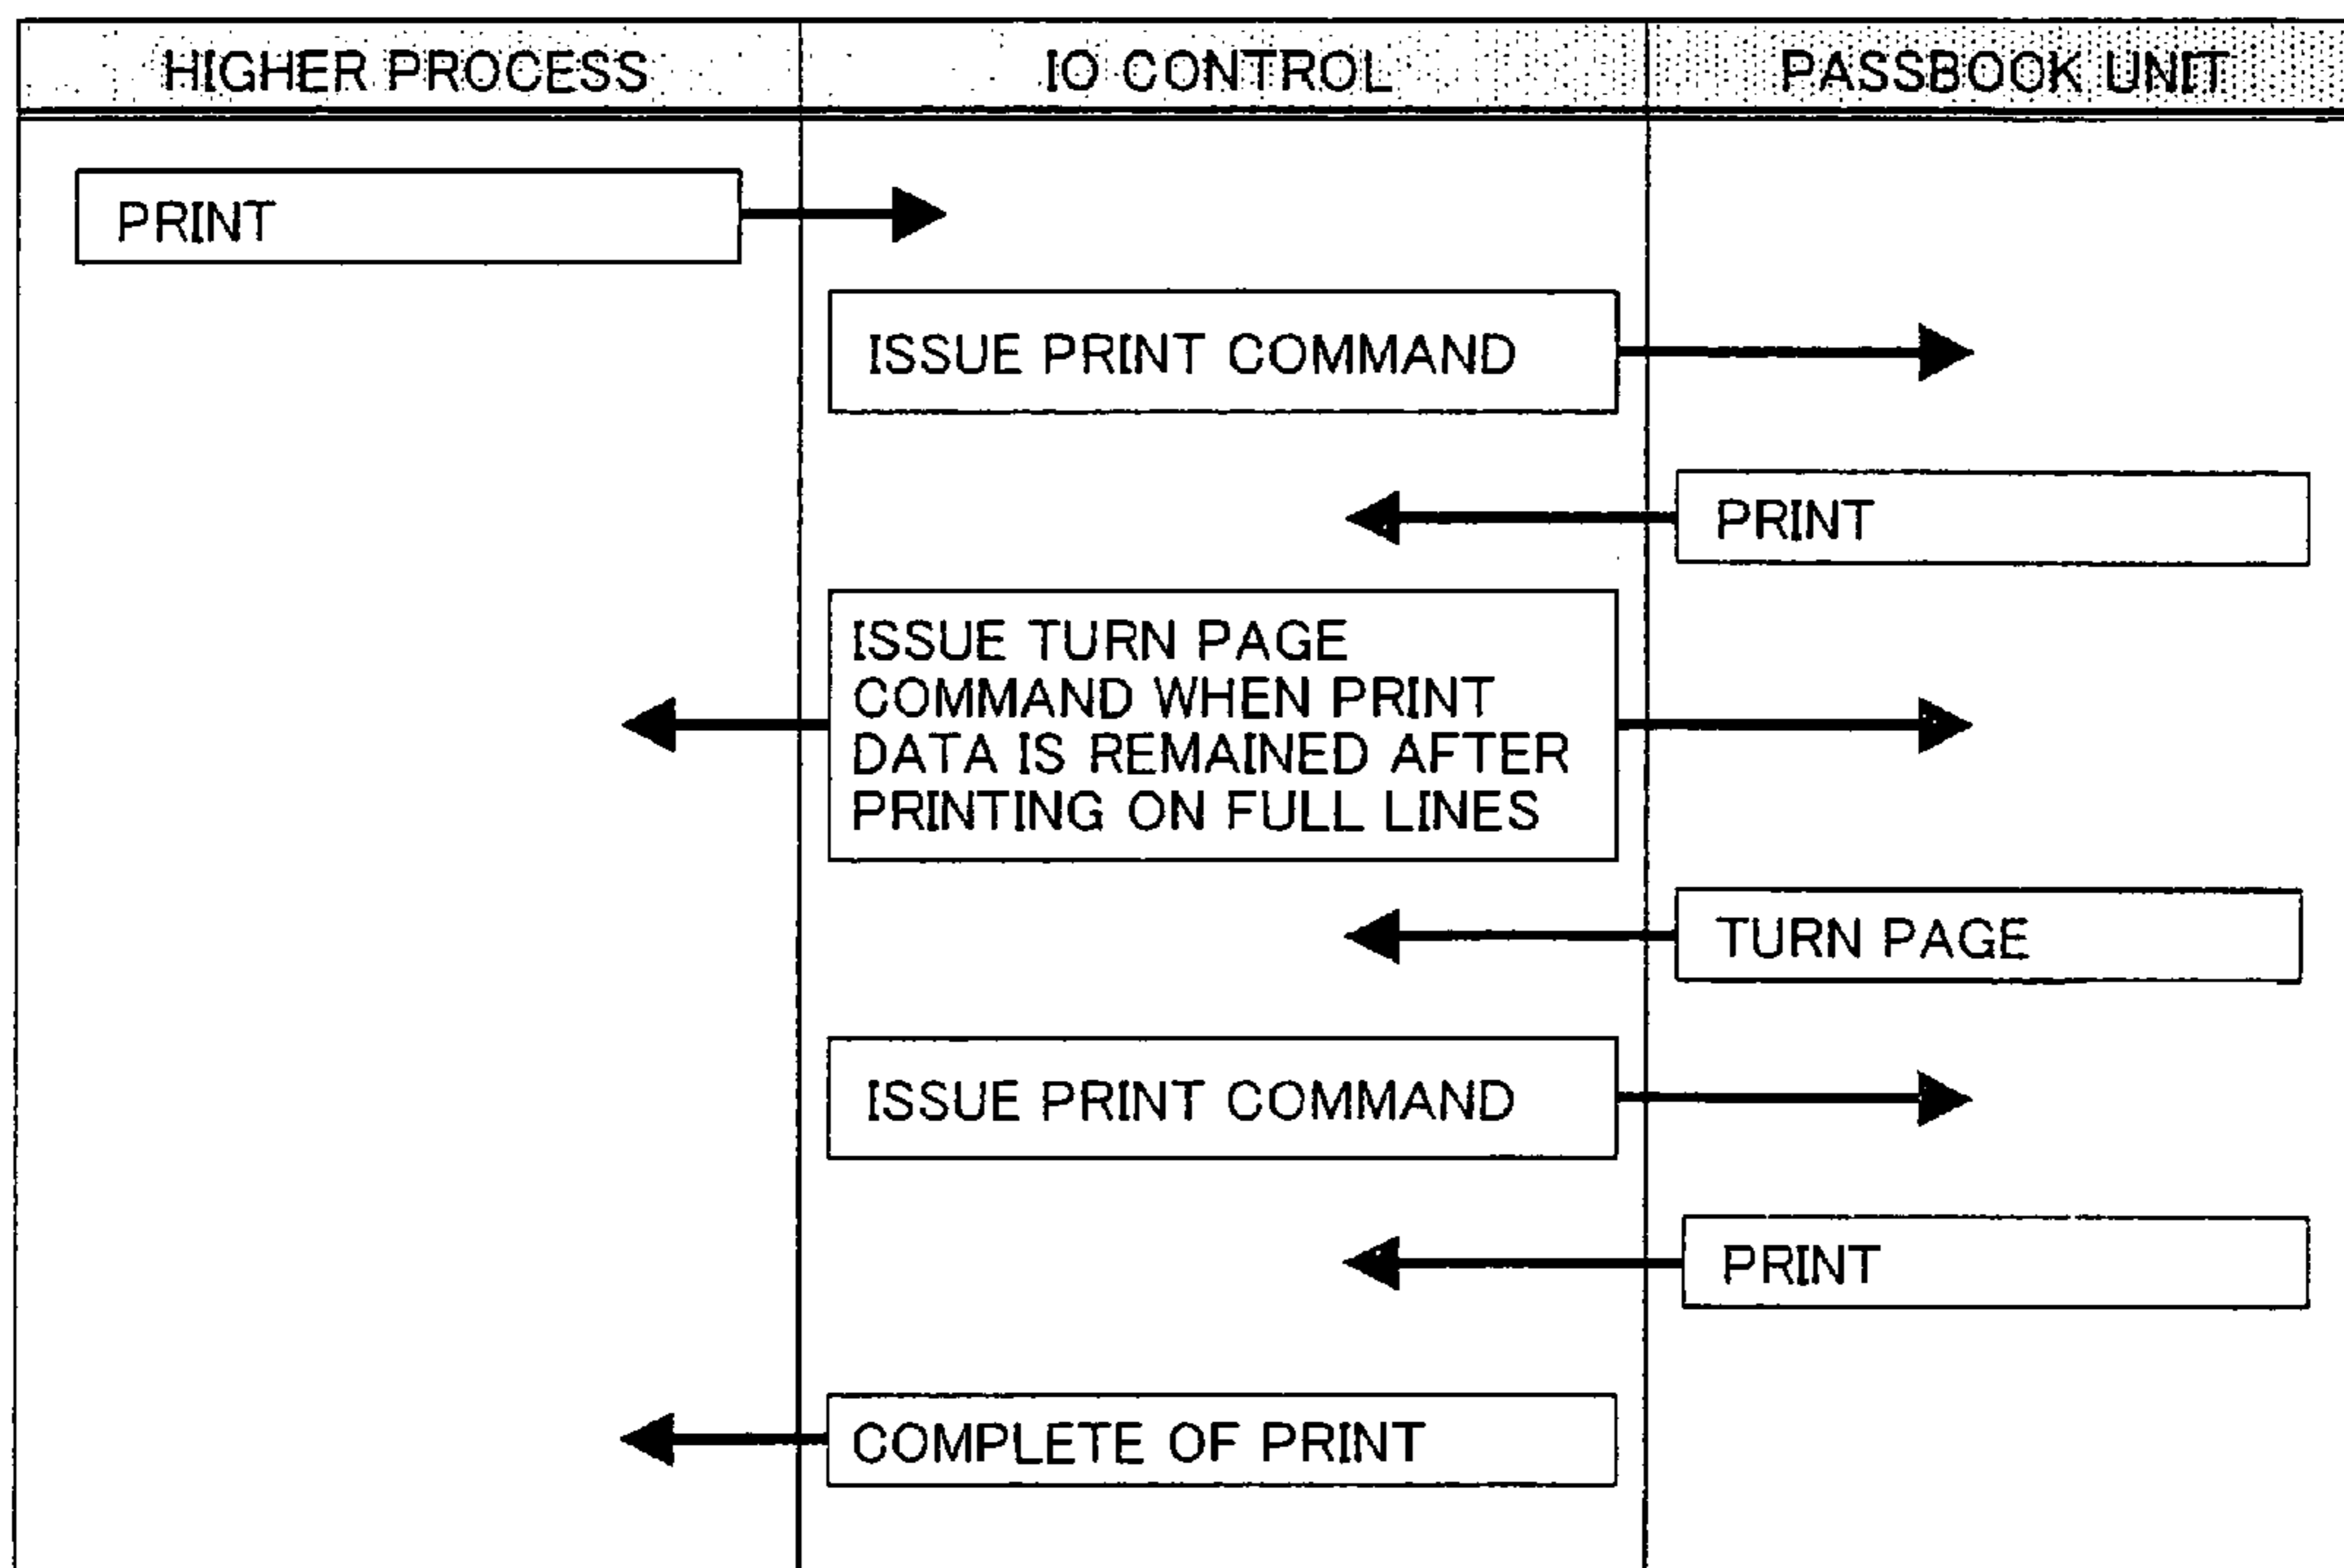 HIGHER PROCESS
IO CONTROL
PASSBOOK UNIT
PRINT
ISSUE PRINT COMMAND
PRINT
ISSUE TURN PAGE
COMMAND WHEN PRINT
DATA IS REMAINED AFTER
PRINTING ON FULL LINES
TURN PAGE
ISSUE PRINT COMMAND
PRINT
COMPLETE OF PRINT